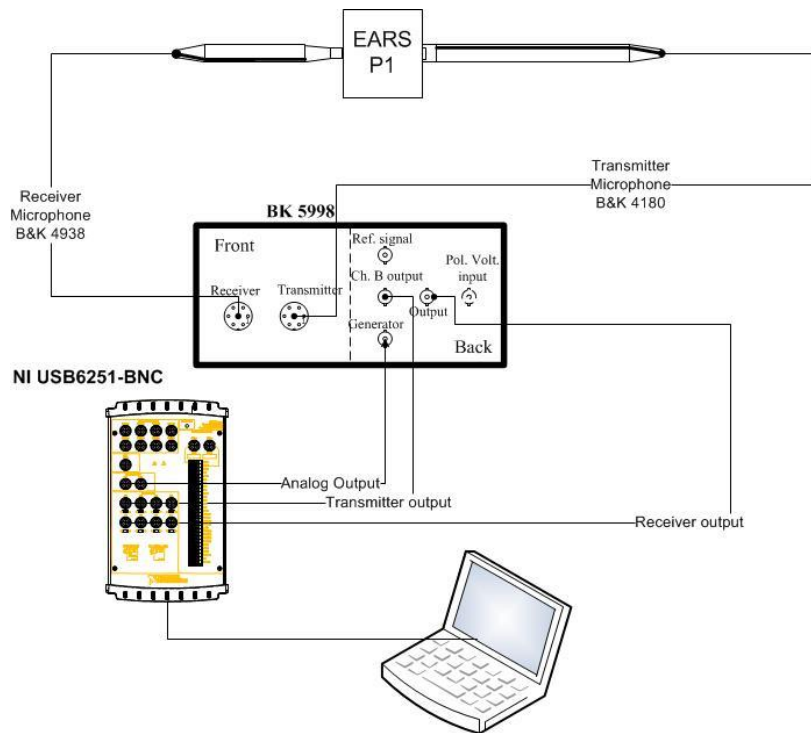 EARS
P1
Receiver
Microphone
B&K 4938
Transmitter
Microphone
B&K 4180
BK 5998
Front
Ref. signal
Ch. B output
Pol. Volt.
input
Receiver
Transmitter
Output
Generator
Back
NI USB6251-BNC
Analog Output
Transmitter output
Receiver output